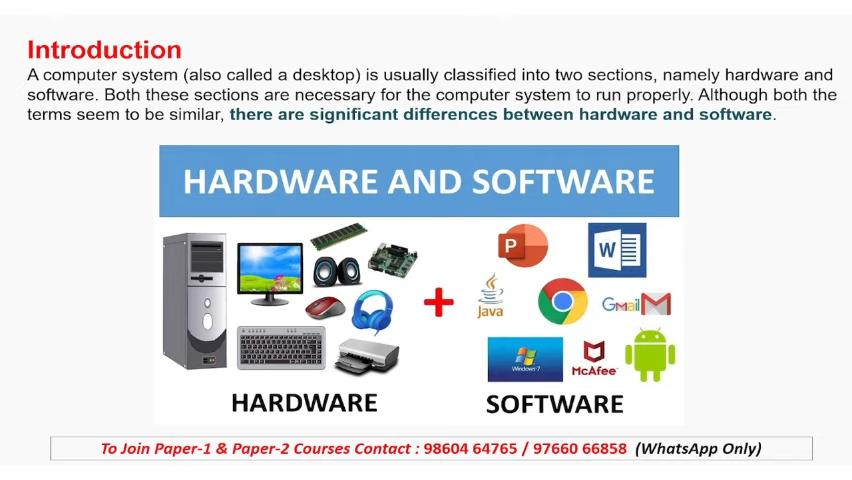 Introduction
A computer system (also called a desktop) is usually classified into two sections, namely hardware and
software. Both these sections are necessary for the computer system to run properly. Although both the
terms seem to be similar, there are significant differences between hardware and software.
HARDWARE AND SOFTWARE
P
W
Java
Gmail
Windows 7
McAfee
HARDWARE
SOFTWARE
To Join Paper-1 & Paper-2 Courses Contact : 98604 64765 / 97660 66858 (WhatsApp Only)